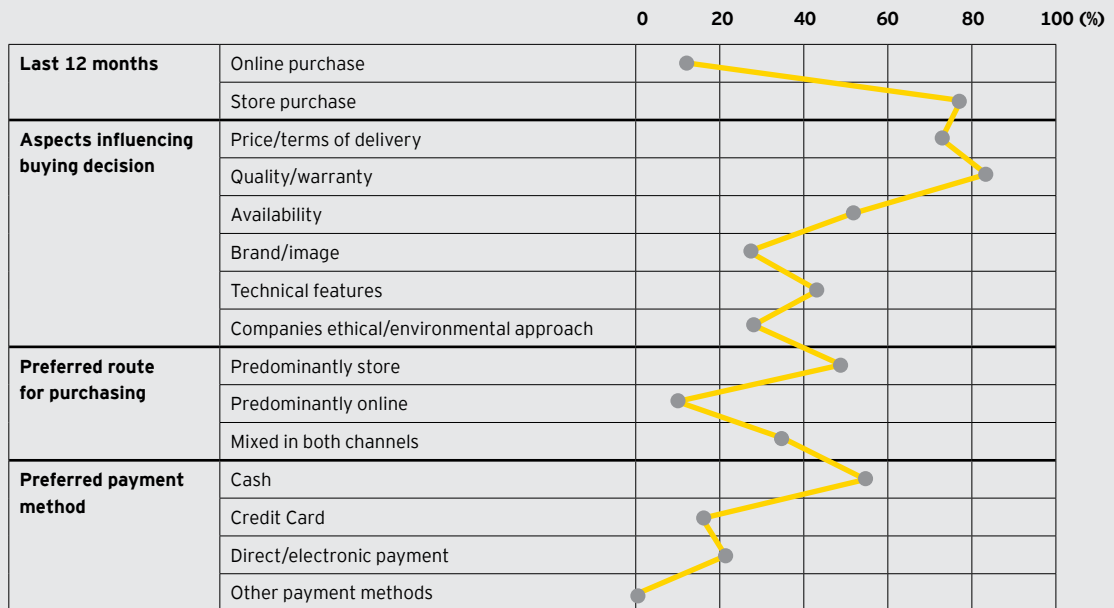 0 20 40 60 80 100 (%)
Last 12 months
Online purchase
Store purchase
Aspects influencing
buying decision
Price/terms of delivery
Quality/warranty
Availability
Brand/image
Technical features
Companies ethical/environmental approach
Preferred route
for purchasing
Predominantly store
Predominantly online
Mixed in both channels
Preferred payment
method
Cash
Credit Card
Direct/electronic payment
Other payment methods